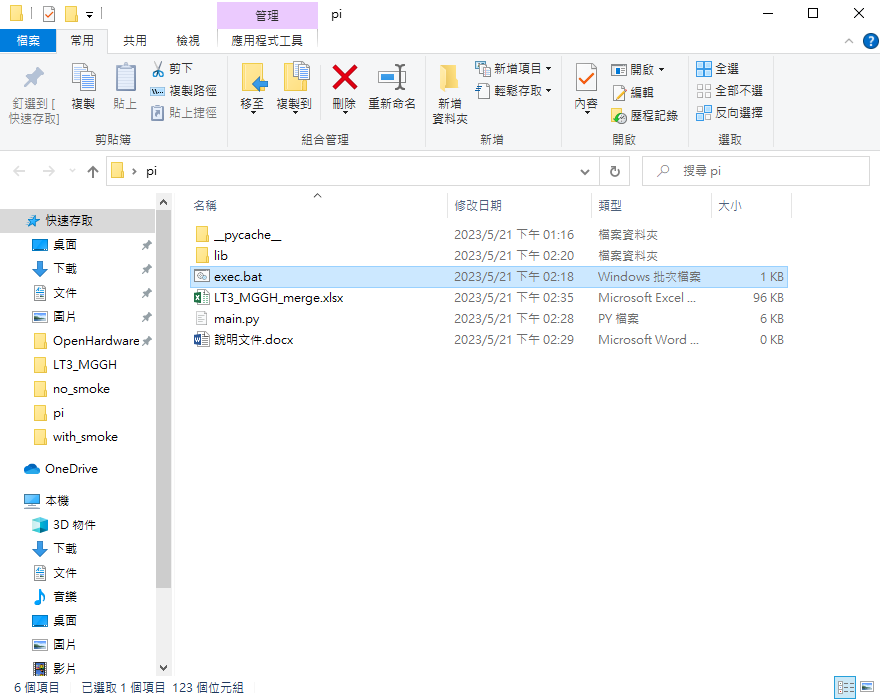 管理
pi
檔案
常用
共用
檢視
應用程式工具
釘選到 [
快速存取]
複製
貼上
剪下
複製路徑
貼上捷徑
剪貼簿
移至
複製到
刪除
重新命名
組合管理
新增
資料夾
新增項目
輕鬆存取
新增
內容
開啟
編輯
歷程記錄
開啟
全選
全部不選
反向選擇
選取
pi
搜尋 pi
名稱
修改日期
類型
大小
__pycache__ 2023/5/21 下午 01:16 檔案資料夾
lib 2023/5/21 下午 02:20 檔案資料夾
exec.bat 2023/5/21 下午 02:18 Windows 批次檔案 1 KB
LT3_MGGH_merge.xlsx 2023/5/21 下午 02:35 Microsoft Excel ... 96 KB
main.py 2023/5/21 下午 02:28 PY 檔案 6 KB
說明文件.docx 2023/5/21 下午 02:29 Microsoft Word ... 0 KB
快速存取
桌面
下載
文件
圖片
OpenHardware
LT3_MGGH
no_smoke
pi
with_smoke
OneDrive
本機
3D 物件
下載
文件
音樂
桌面
圖片
影片
6 個項目 已選取 1 個項目 123 個位元組